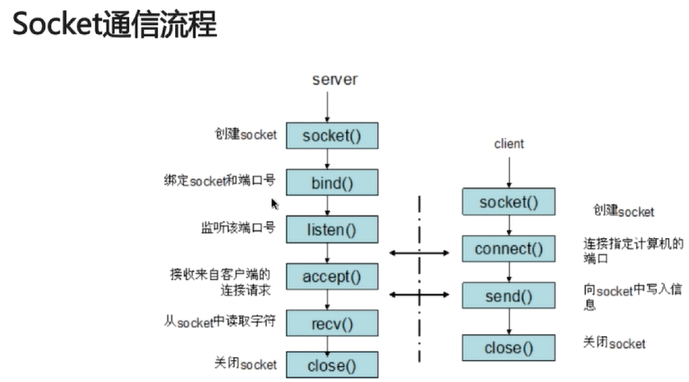 Socket通信流程
server
创建socket
socket()
绑定socket和端口号
bind()
监听该端口号
listen()
接收来自客户端的
连接请求
accept()
从socket中读取字符
recv()
关闭socket
close()
client
socket()
创建socket
connect()
连接指定计算机的
端口
send()
向socket中写入信
息
close()
关闭socket